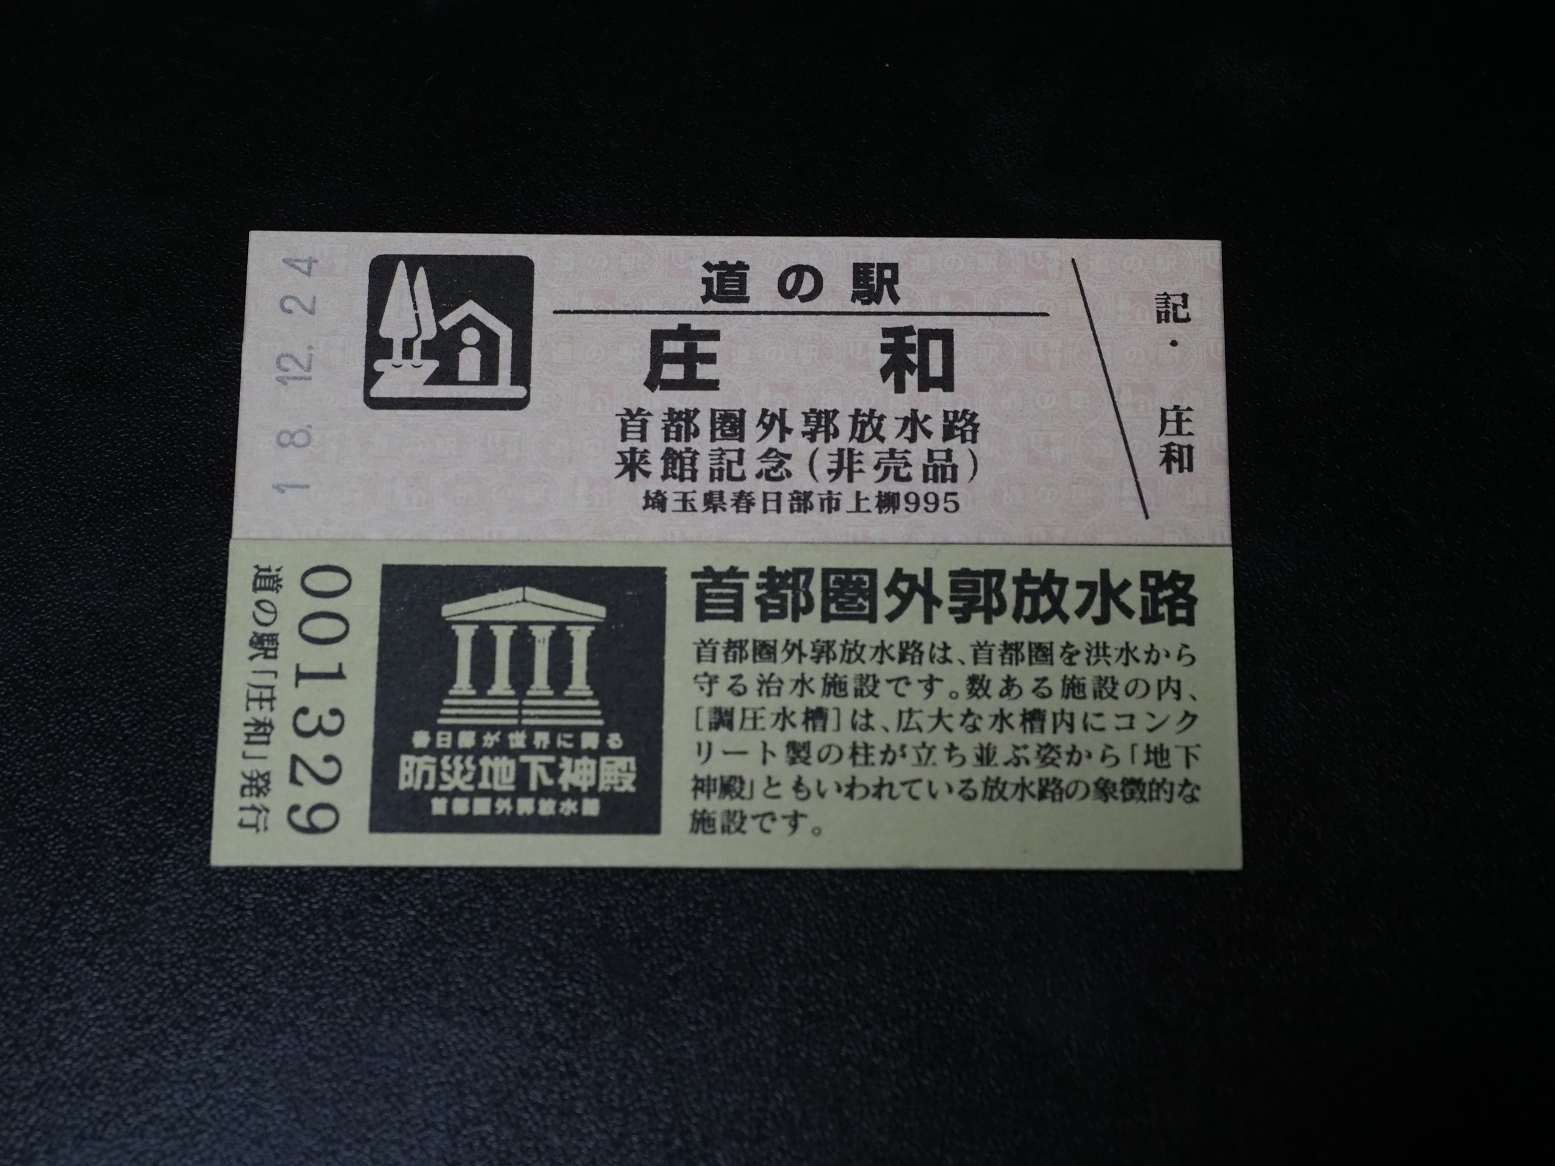 18.12.24
道の駅
庄和
首都圏外郭放水路
来館記念(非売品)
埼玉県春日部市上柳995
記・庄和
001329
道の駅「庄和」発行
春日部が世界に誇る
防災地下神殿
首都圏外郭放水路
首都圏外郭放水路
首都圏外郭放水路は、首都圏を洪水から
守る治水施設です。数ある施設の内、
[調圧水槽]は、広大な水槽内にコンク
リート製の柱が立ち並ぶ姿から「地下
神殿」ともいわれている放水路の象徴的な
施設です。